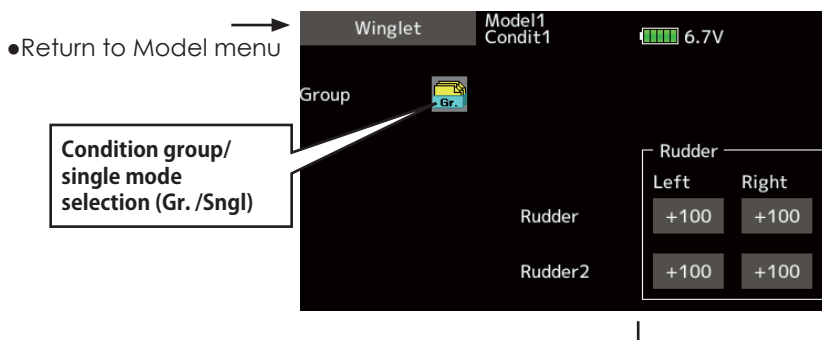 ●Return to Model menu
Winglet
Model1
Condit1
6.7V
Group
Gr.
Condition group/
single mode
selection (Gr. /Sngl)
Rudder
Left Right
Rudder +100 +100
Rudder2 +100 +100